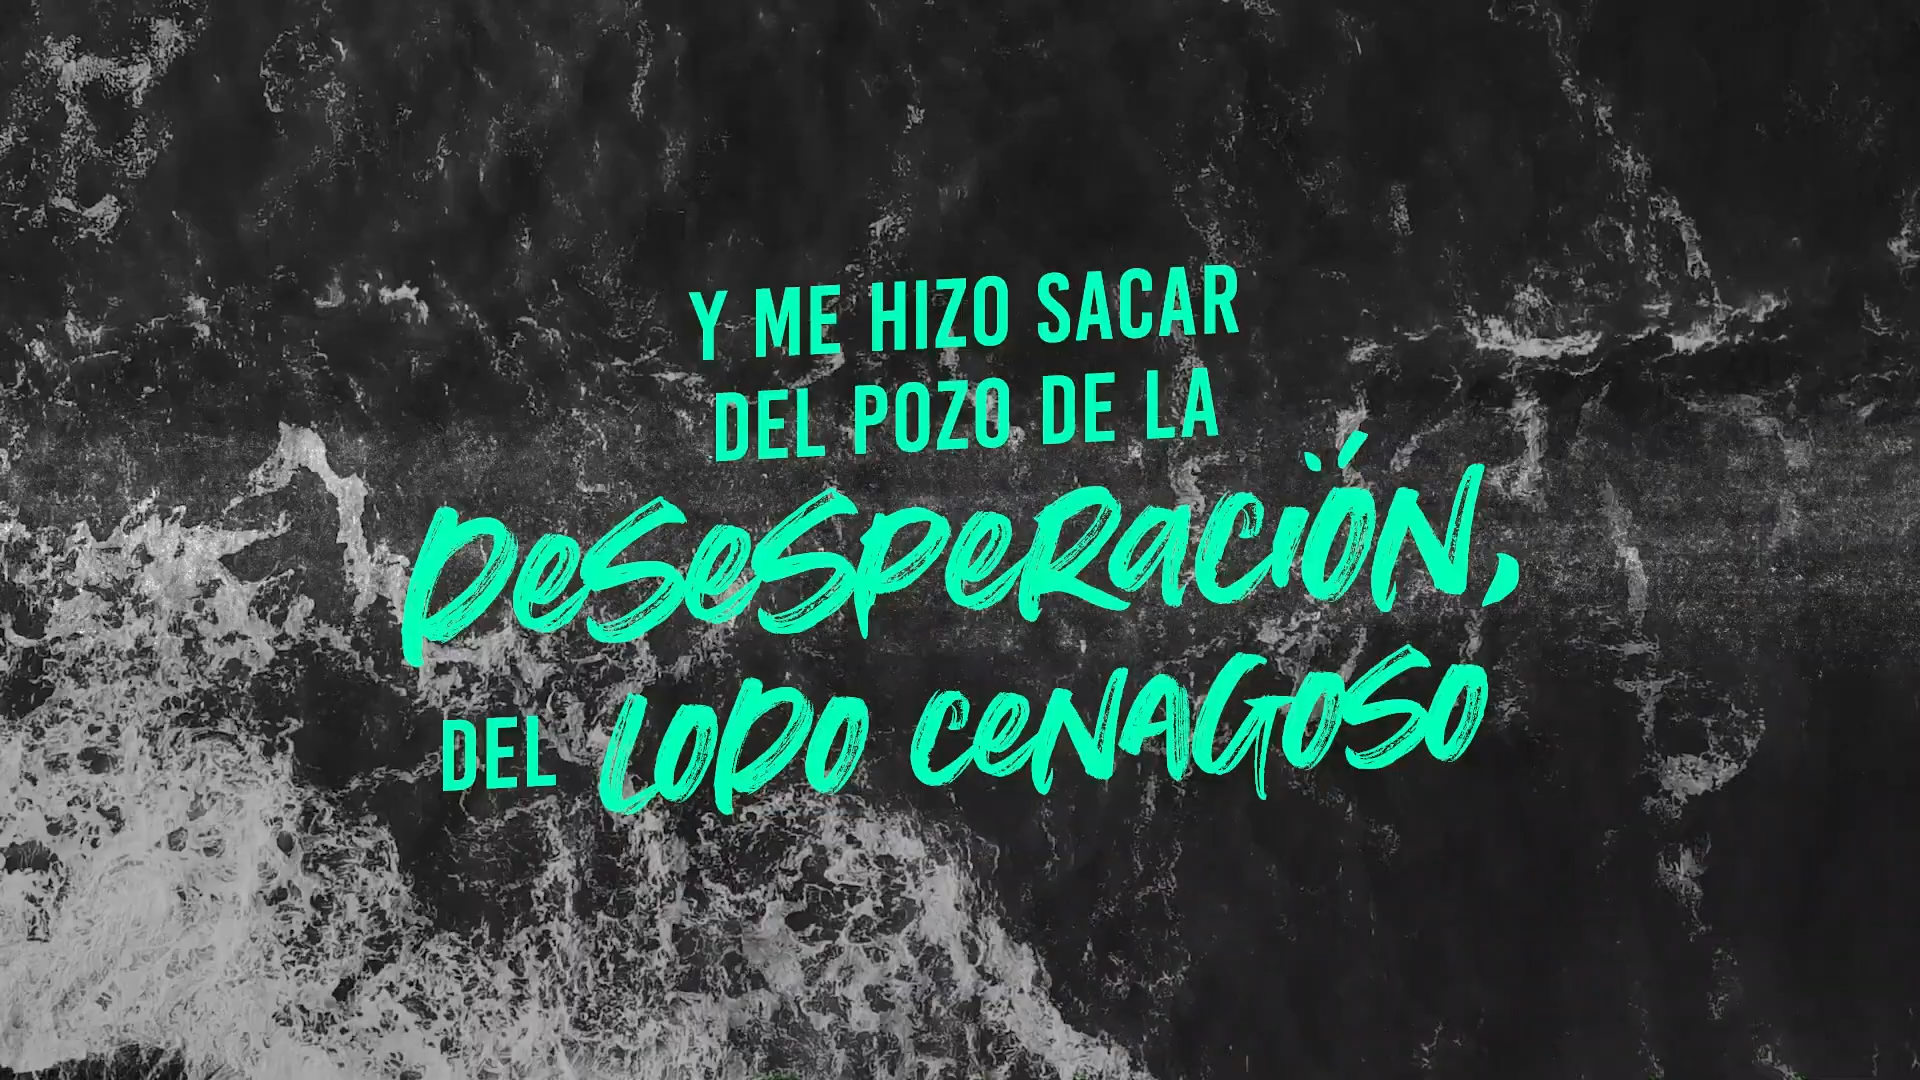 Y ME HIZO SACAR
DEL POZO DE LA
DESESPERACIÓN,
DEL LODO CENAGOSO